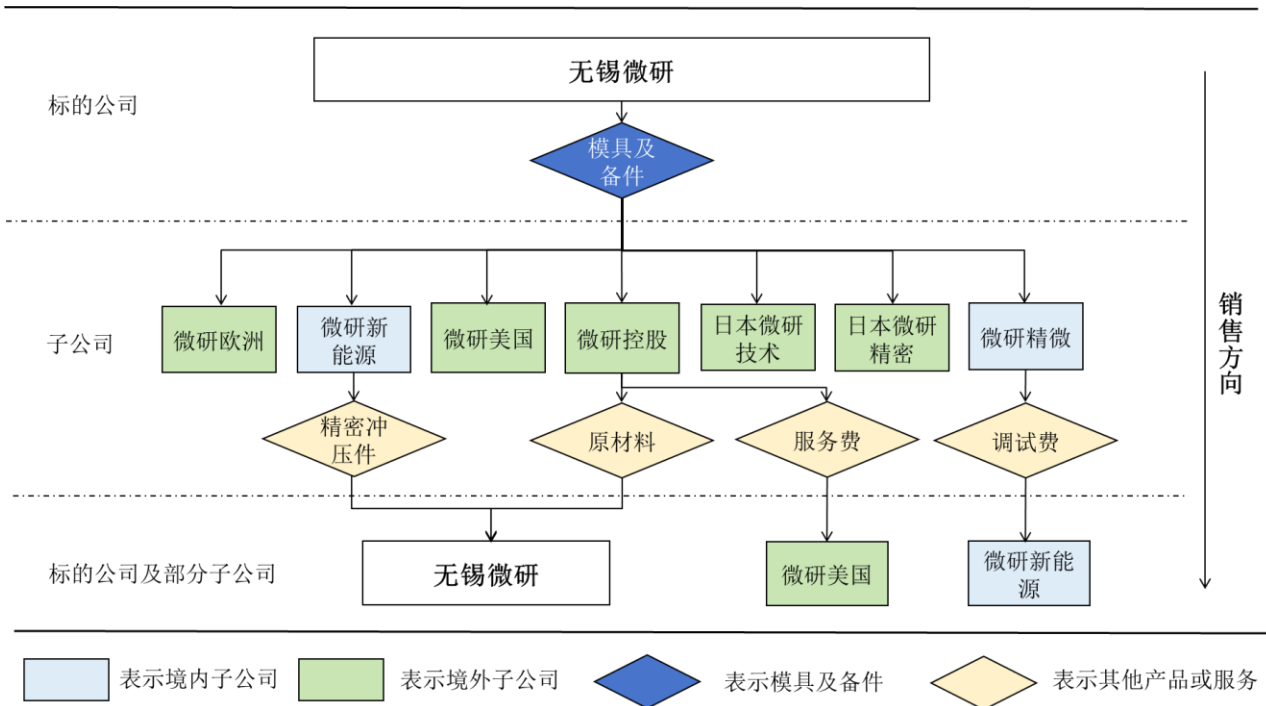 无锡微研
标的公司
模具及
备件
子公司
微研欧洲
微研新
能源
微研美国
微研控股
日本微研
技术
日本微研
精密
微研精微
销售方向
精密冲
压件
原材料
服务费
调试费
标的公司及部分子公司
无锡微研
微研美国
微研新能
源
表示境内子公司
表示境外子公司
表示模具及备件
表示其他产品或服务